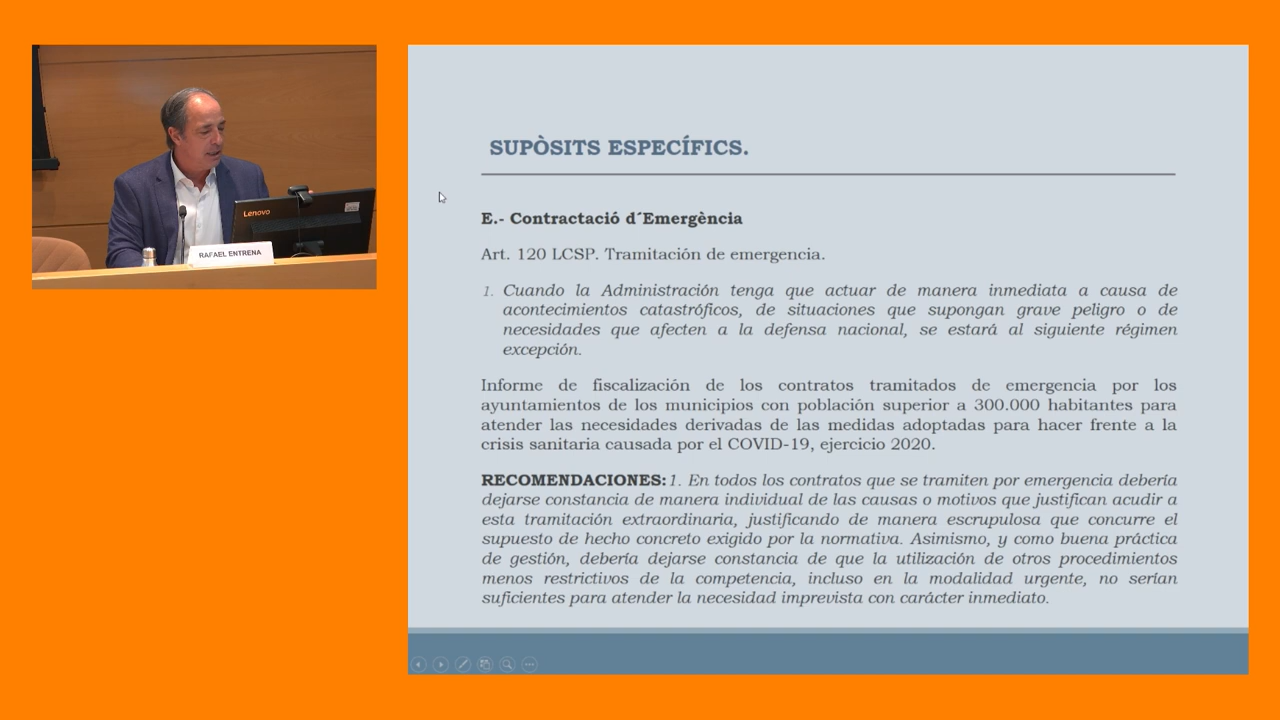 Lenovo
RAFAEL ENTRENA
SUPÒSITS ESPECÍFICS.
E.- Contractació d´Emergència
Art. 120 LCSP. Tramitación de emergencia.
1. Cuando la Administración tenga que actuar de manera inmediata a causa de
acontecimientos catastróficos, de situaciones que supongan grave peligro o de
necesidades que afecten a la defensa nacional, se estará al siguiente régimen
excepción.
Informe de fiscalización de los contratos tramitados de emergencia por los
ayuntamientos de los municipios con población superior a 300.000 habitantes para
atender las necesidades derivadas de las medidas adoptadas para hacer frente a la
crisis sanitaria causada por el COVID-19, ejercicio 2020.
RECOMENDACIONES: 1. En todos los contratos que se tramiten por emergencia debería
dejarse constancia de manera individual de las causas o motivos que justifican acudir a
esta tramitación extraordinaria, justificando de manera escrupulosa que concurre el
supuesto de hecho concreto exigido por la normativa. Asimismo, y como buena práctica
de gestión, debería dejarse constancia de que la utilización de otros procedimientos
menos restrictivos de la competencia, incluso en la modalidad urgente, no serían
suficientes para atender la necesidad imprevista con carácter inmediato.